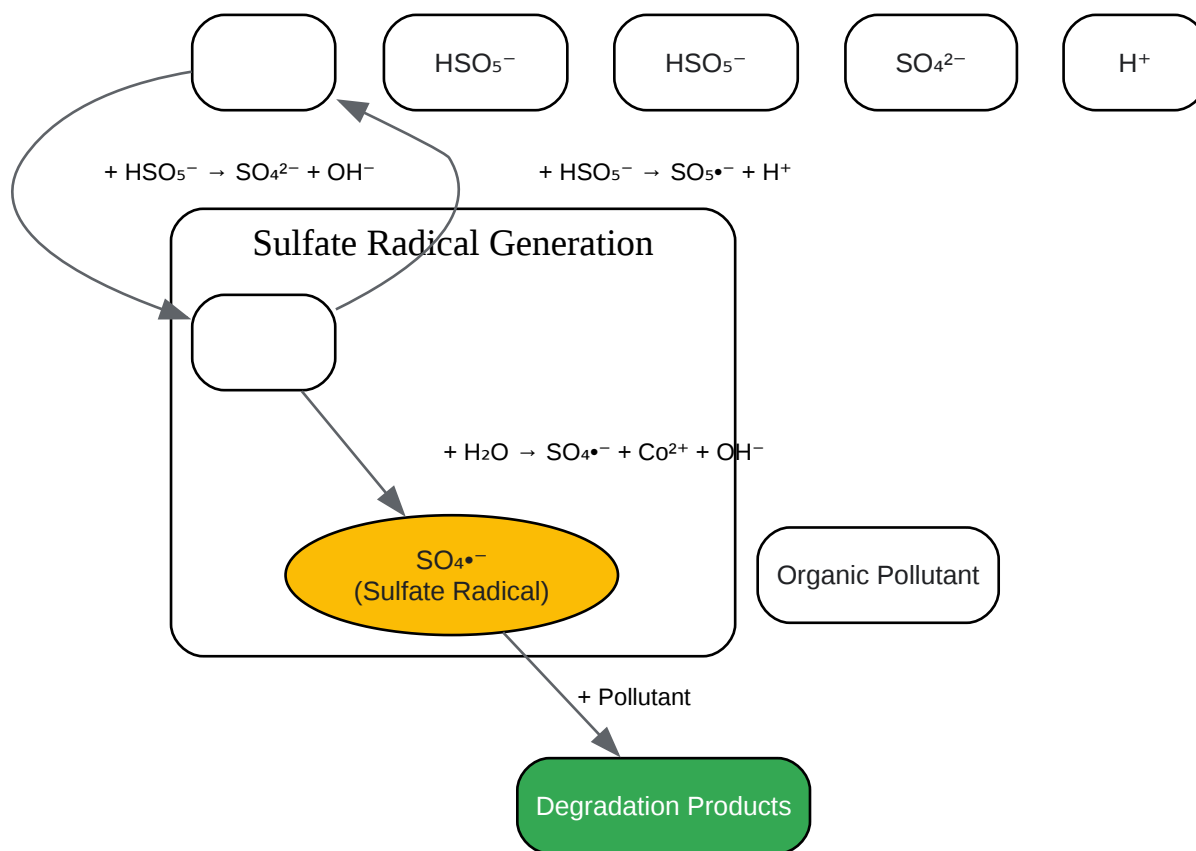 HSO₅⁻
HSO₅⁻
SO₄²⁻
H⁺
+ HSO₅⁻ → SO₄²⁻ + OH⁻
+ HSO₅⁻ → SO₅•⁻ + H⁺
Sulfate Radical Generation
+ H₂O → SO₄•⁻ + Co²⁺ + OH⁻
SO₄•⁻
(Sulfate Radical)
Organic Pollutant
+ Pollutant
Degradation Products